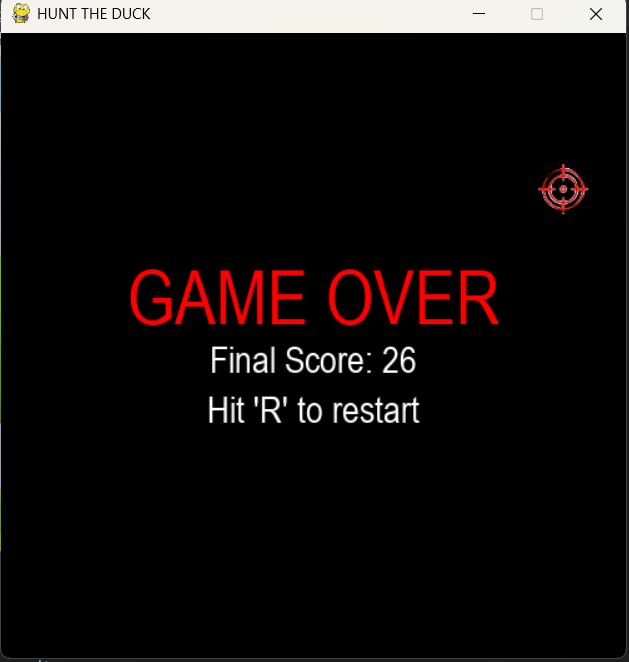 HUNT THE DUCK
GAME OVER
Final Score: 26
Hit 'R' to restart